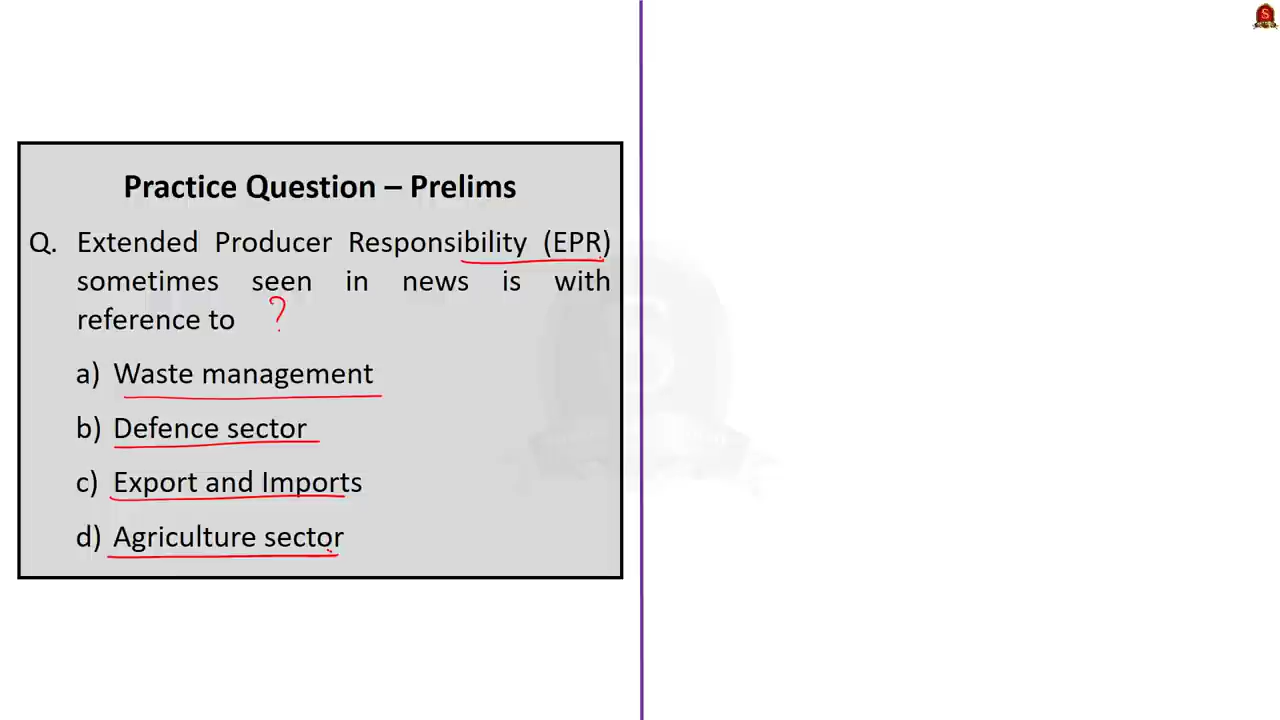 Practice Question – Prelims
Q. Extended Producer Responsibility (EPR)
sometimes seen in news is with
reference to ?
a) Waste management
b) Defence sector
c) Export and Imports
d) Agriculture sector
S